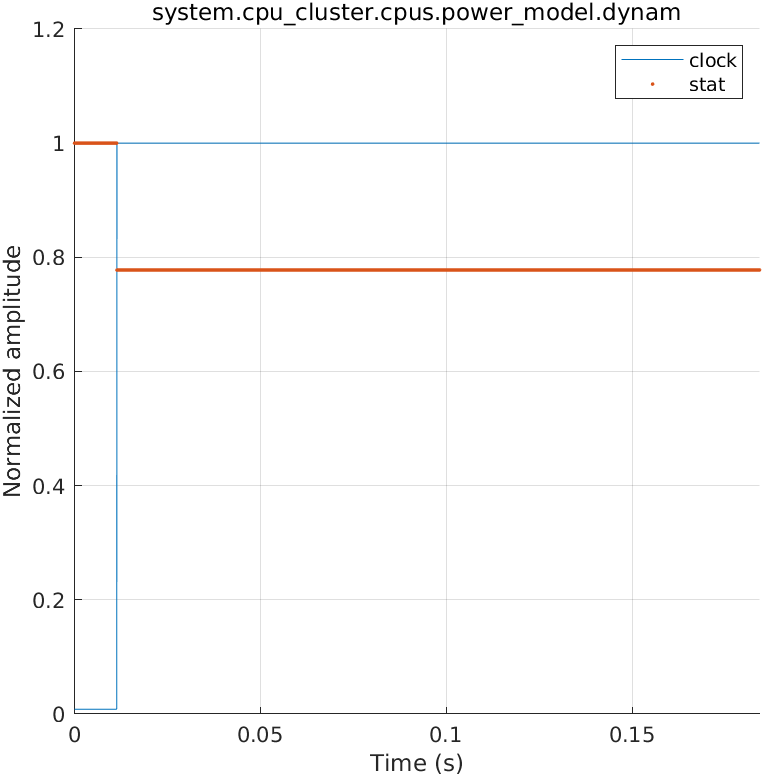 system.cpu_cluster.cpus.power_model.dynam
clock
stat
1.2
1
0.8
0.6
0.4
0.2
0
Normalized amplitude
0
0.05
0.1
0.15
Time (s)